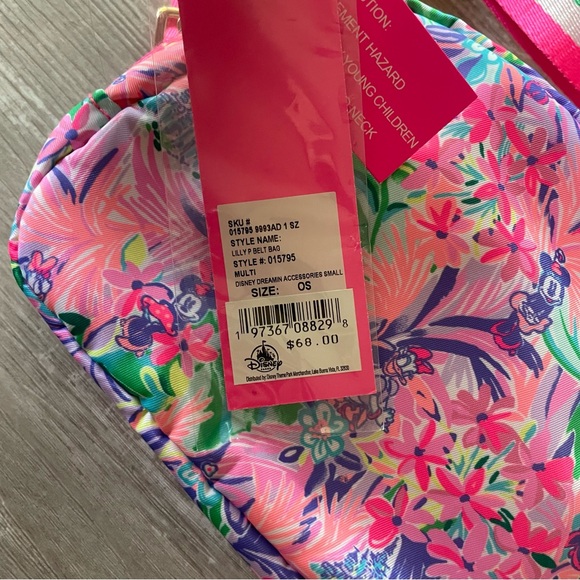 TION:
EMENT HAZARD
YOUNG CHILDREN
NECK
SKU #
015795 9993AD 1 SZ
STYLE NAME:
LILLY P BELT BAG
STYLE #: 015795
MULTI
DISNEY DREAMIN ACCESSORIES SMALL
SIZE: OS
1 97367 08829 8
$68.00
Disney
Distributed by: Disney Theme Park Merchandise, Lake Buena Vista, FL 32830